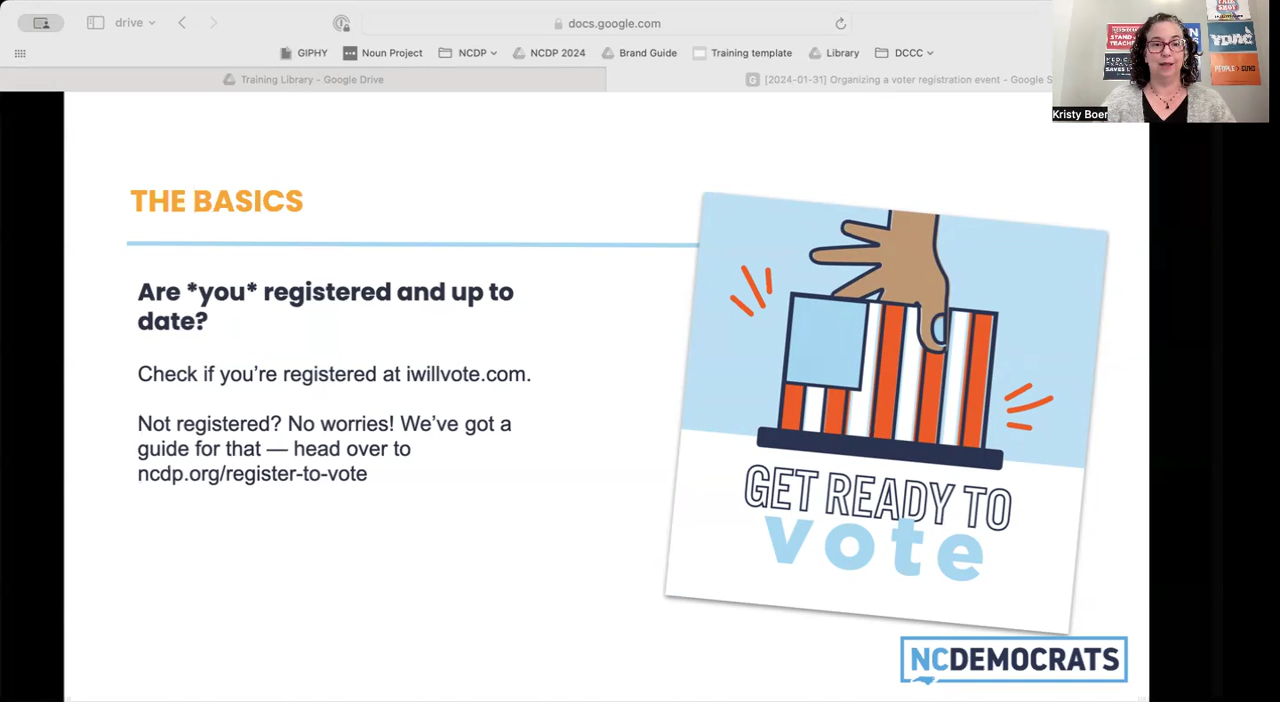 drive
docs.google.com
GIPHY
Noun Project
NCDP
NCDP 2024
Brand Guide
Training template
Library
DCCC
Training Library - Google Drive
[2024-01-31] Organizing a voter registration event - Google S
Kristy Boer
YDNC
PEOPLE > GUNS
THE BASICS
Are *you* registered and up to
date?
Check if you're registered at iwillvote.com.
Not registered? No worries! We've got a
guide for that — head over to
ncdp.org/register-to-vote
GET READY TO
vote
NCDEMOCRATS